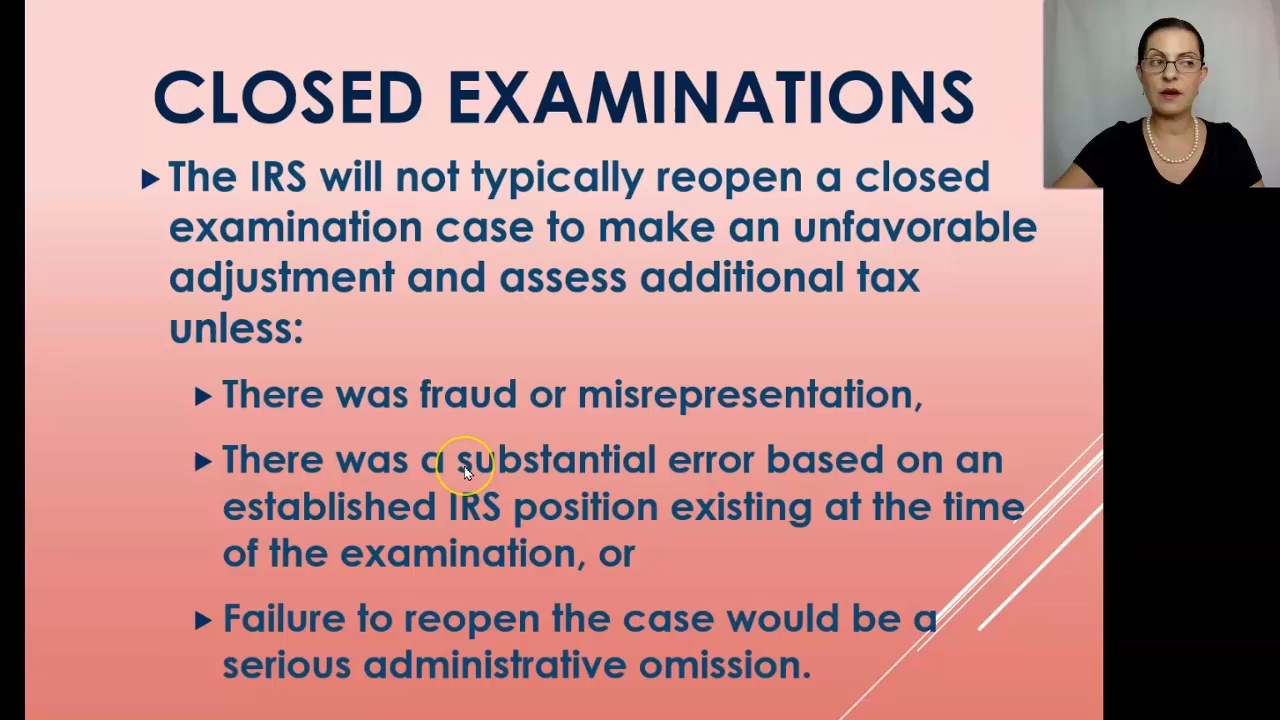 CLOSED EXAMINATIONS
The IRS will not typically reopen a closed
examination case to make an unfavorable
adjustment and assess additional tax
unless:
There was fraud or misrepresentation,
There was a substantial error based on an
established IRS position existing at the time
of the examination, or
Failure to reopen the case would be a
serious administrative omission.